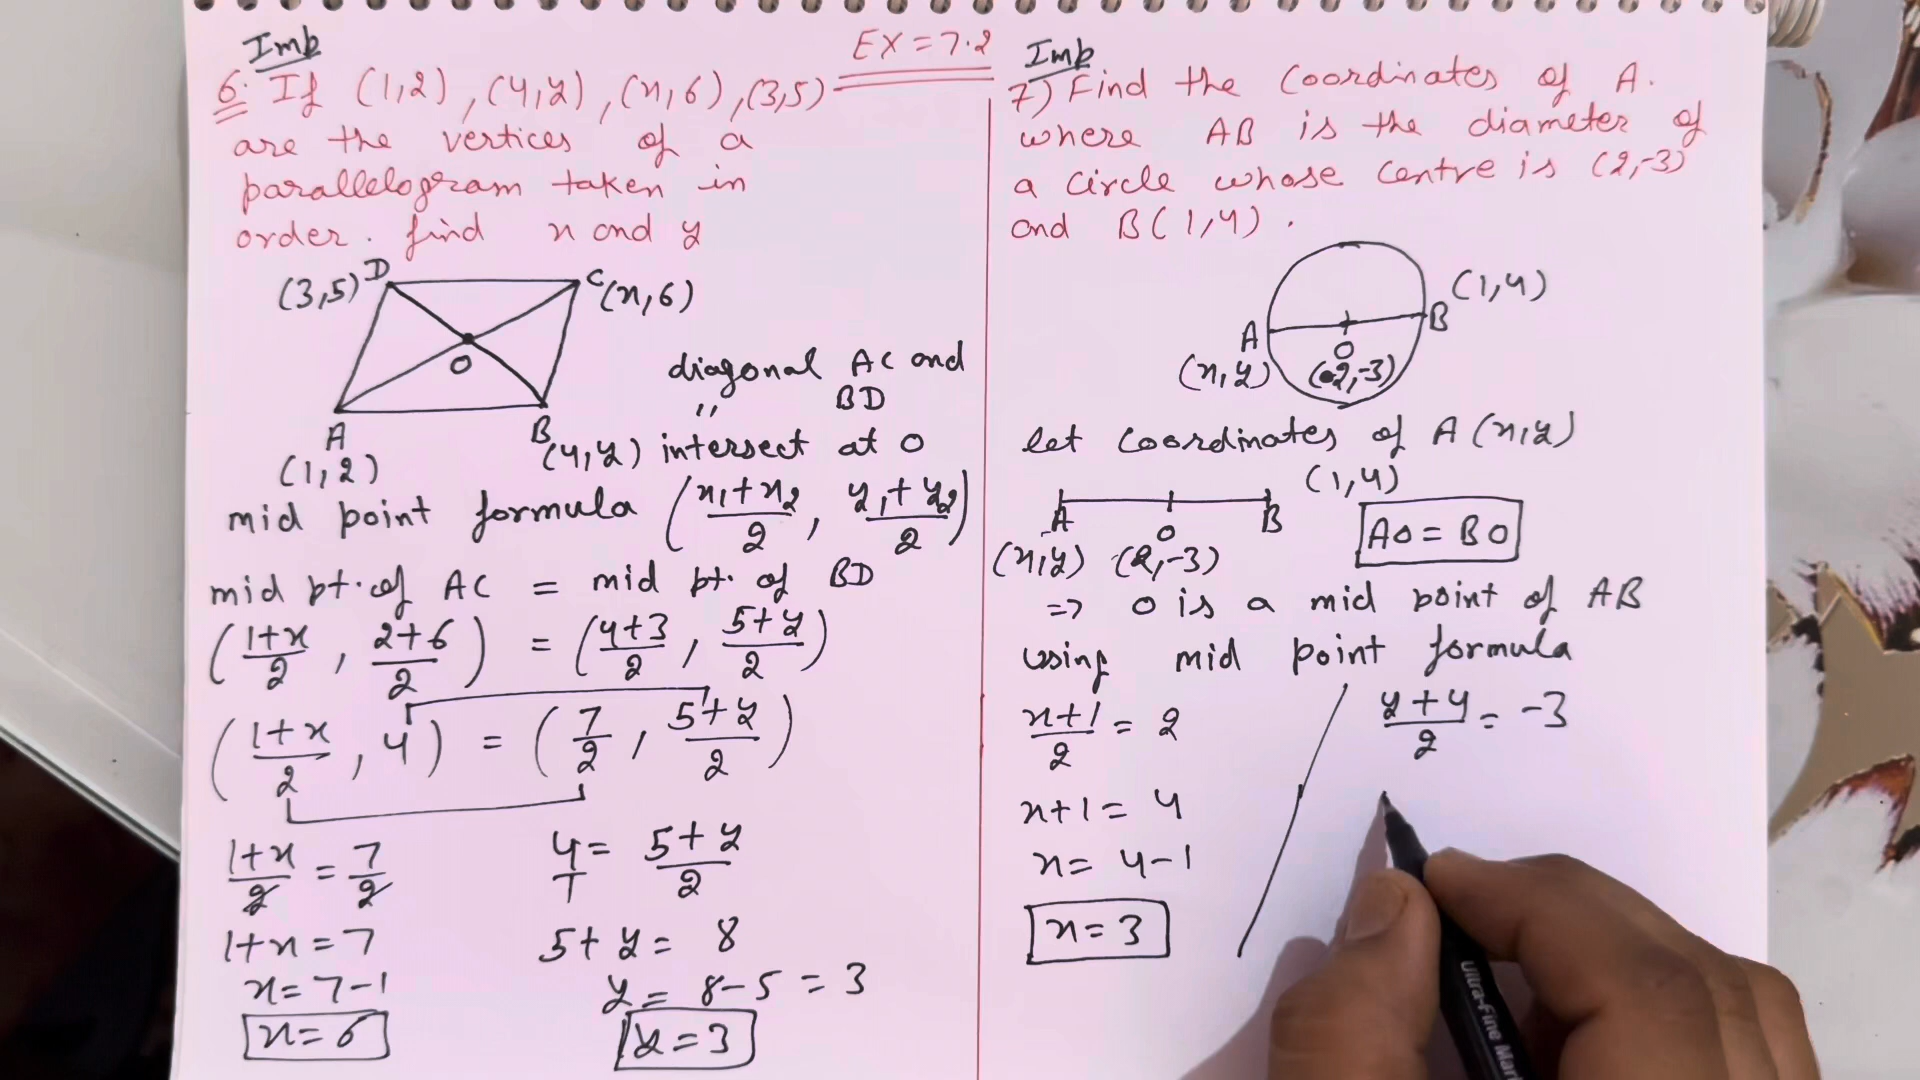 Imp
EX = 7.2
6. If (1,2), (4,y), (x,6), (3,5)
are the vertices of a
parallelogram taken in
order. find x and y
(3,5) D
C (x,6)
O
A
(1,2)
B
(4,y)
diagonal AC and
" BD
intersect at O
mid point formula (x₁+x₂/2, y₁+y₂/2)
mid pt. of AC = mid pt. of BD
(1+x/2, 2+6/2) = (4+3/2, 5+y/2)
(1+x/2, 4) = (7/2, 5+y/2)
1+x/2 = 7/2
1+x = 7
x = 7-1
x = 6
4/1 = 5+y/2
5+y = 8
y = 8-5 = 3
y = 3
Imp
7) Find the coordinates of A.
where AB is the diameter of
a circle whose centre is (2,-3)
and B(1,4).
A
(x,y)
O
(2,-3)
B
(1,4)
let coordinates of A(x,y)
(1,4)
A O B
(x,y) (2,-3)
AO = BO
=> O is a mid point of AB
using mid point formula
x+1/2 = 2
x+1 = 4
x = 4-1
x = 3
y+4/2 = -3
Ultra-Fine Mar